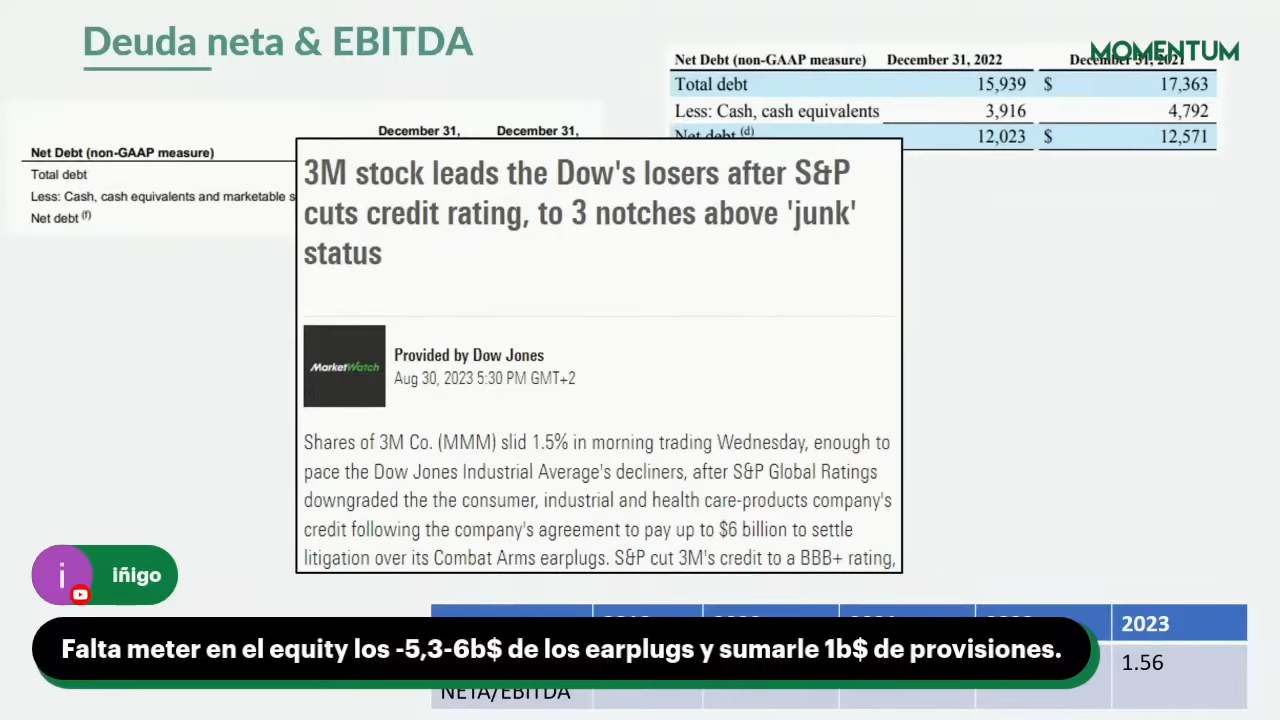 Deuda neta & EBITDA
MOMENTUM
Net Debt (non-GAAP measure) December 31, 2022 December 31, 2021
Total debt 15,939 $ 17,363
Less: Cash, cash equivalents 3,916 4,792
Net debt (d) 12,023 $ 12,571
December 31, December 31,
Net Debt (non-GAAP measure)
Total debt
Less: Cash, cash equivalents and marketable s
Net debt (f)
3M stock leads the Dow's losers after S&P
cuts credit rating, to 3 notches above 'junk'
status
MarketWatch
Provided by Dow Jones
Aug 30, 2023 5:30 PM GMT+2
Shares of 3M Co. (MMM) slid 1.5% in morning trading Wednesday, enough to
pace the Dow Jones Industrial Average's decliners, after S&P Global Ratings
downgraded the the consumer, industrial and health care-products company's
credit following the company's agreement to pay up to $6 billion to settle
litigation over its Combat Arms earplugs. S&P cut 3M's credit to a BBB+ rating,
i
iñigo
Falta meter en el equity los -5,3-6b$ de los earplugs y sumarle 1b$ de provisiones.
2023
1.56
NETA/EBITDA